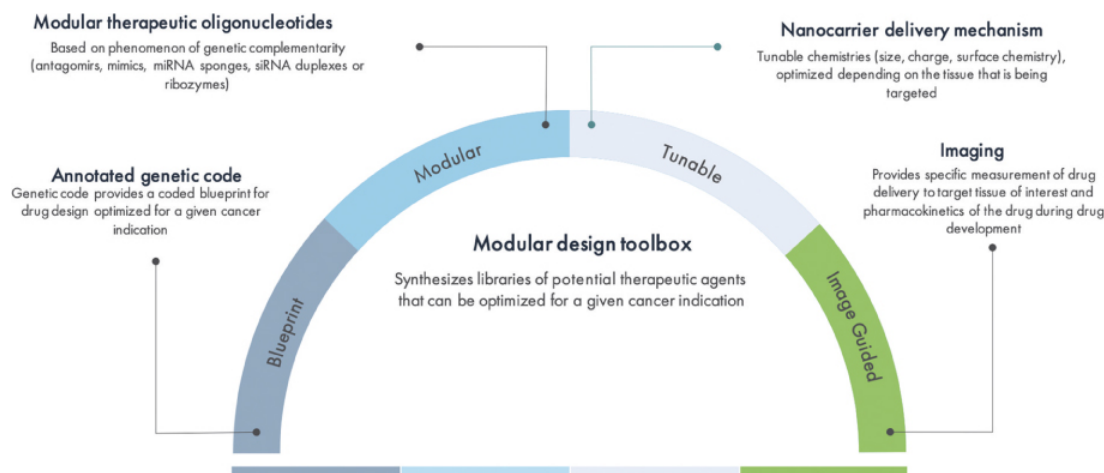 Modular therapeutic oligonucleotides
Based on phenomenon of genetic complementarity
(antagomirs, mimics, miRNA sponges, siRNA duplexes or
ribozymes)
Nanocarrier delivery mechanism
Tunable chemistries (size, charge, surface chemistry),
optimized depending on the tissue that is being
targeted
Annotated genetic code
Genetic code provides a coded blueprint for
drug design optimized for a given cancer
indication
Imaging
Provides specific measurement of drug
delivery to target tissue of interest and
pharmacokinetics of the drug during drug
development
Blueprint
Modular
Tunable
Image Guided
Modular design toolbox
Synthesizes libraries of potential therapeutic agents
that can be optimized for a given cancer indication